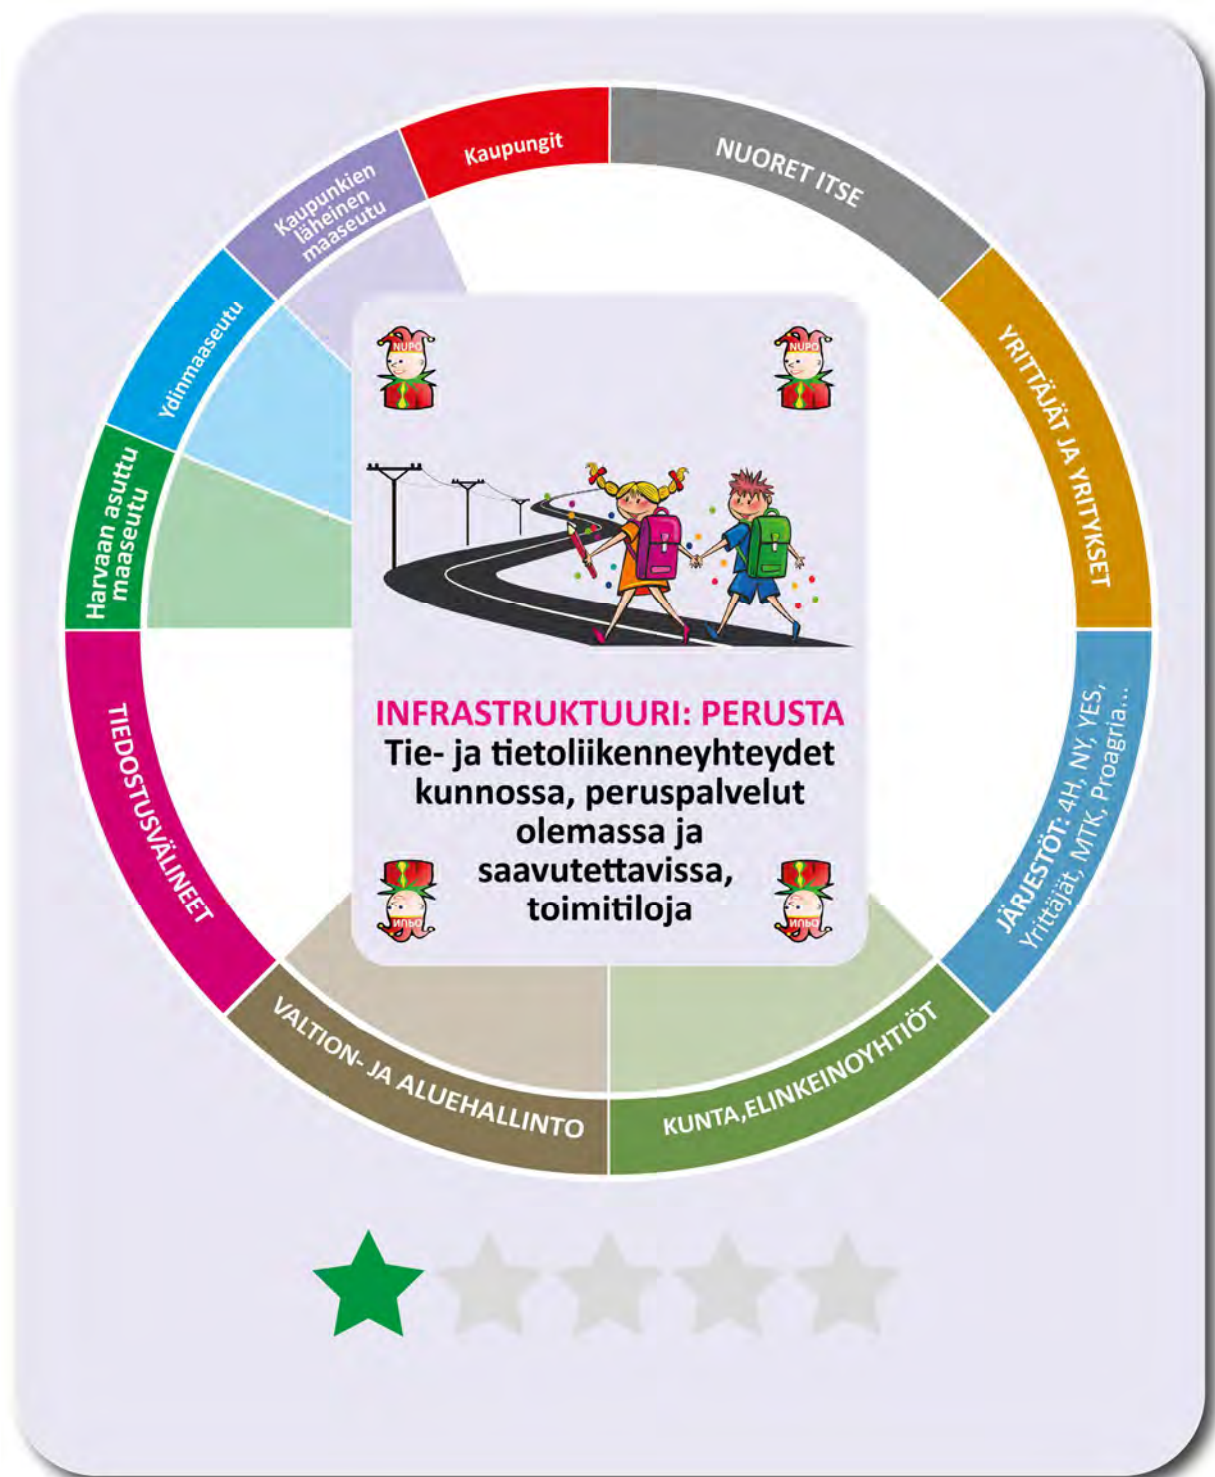 Kaupungit
NUORET ITSE
Kaupunkien
läheinen
maaseutu
YRITTÄJÄT JA YRITYKSET
Ydinmaaseutu
Harvaan asuttu
maaseutu
NUPO
NUPO
INFRASTRUKTUURI: PERUSTA
Tie- ja tietoliikenneyhteydet
kunnossa, peruspalvelut
olemassa ja
saavutettavissa,
toimitiloja
NUPO
NUPO
TIEDOSTUSVÄLINEET
JÄRJESTÖT: 4H, NY, YES,
Yrittäjät, MTK, Proagria...
VALTION- JA ALUEHALLINTO
KUNTA,ELINKEINOYHTIÖT